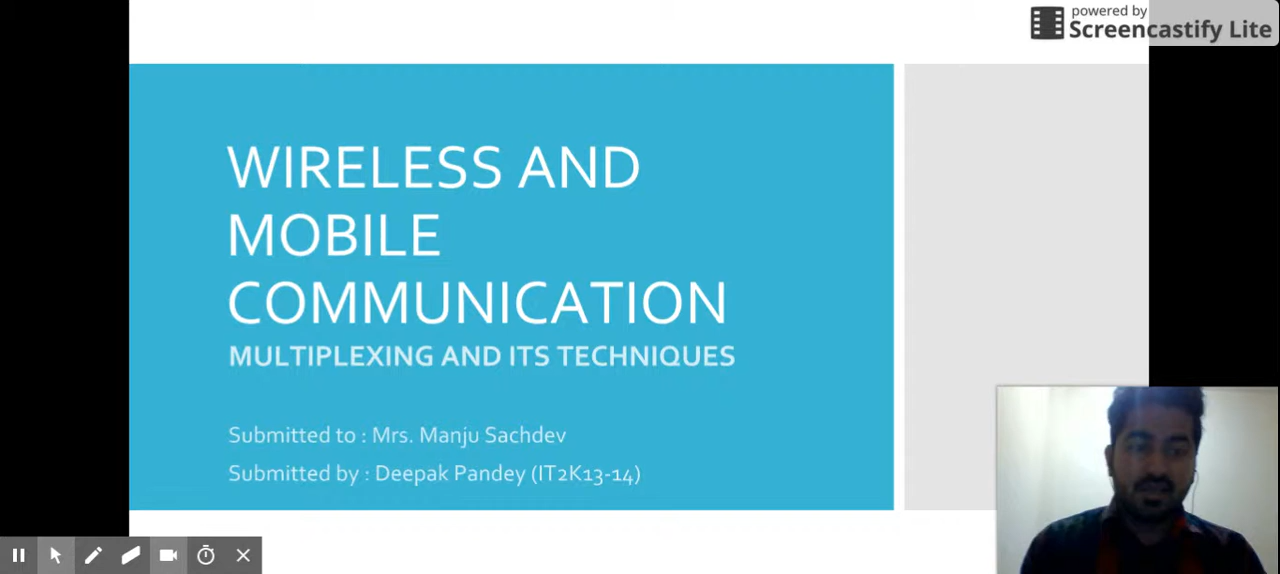 powered by
Screencastify Lite
WIRELESS AND
MOBILE
COMMUNICATION
MULTIPLEXING AND ITS TECHNIQUES
Submitted to : Mrs. Manju Sachdev
Submitted by : Deepak Pandey (IT2K13-14)